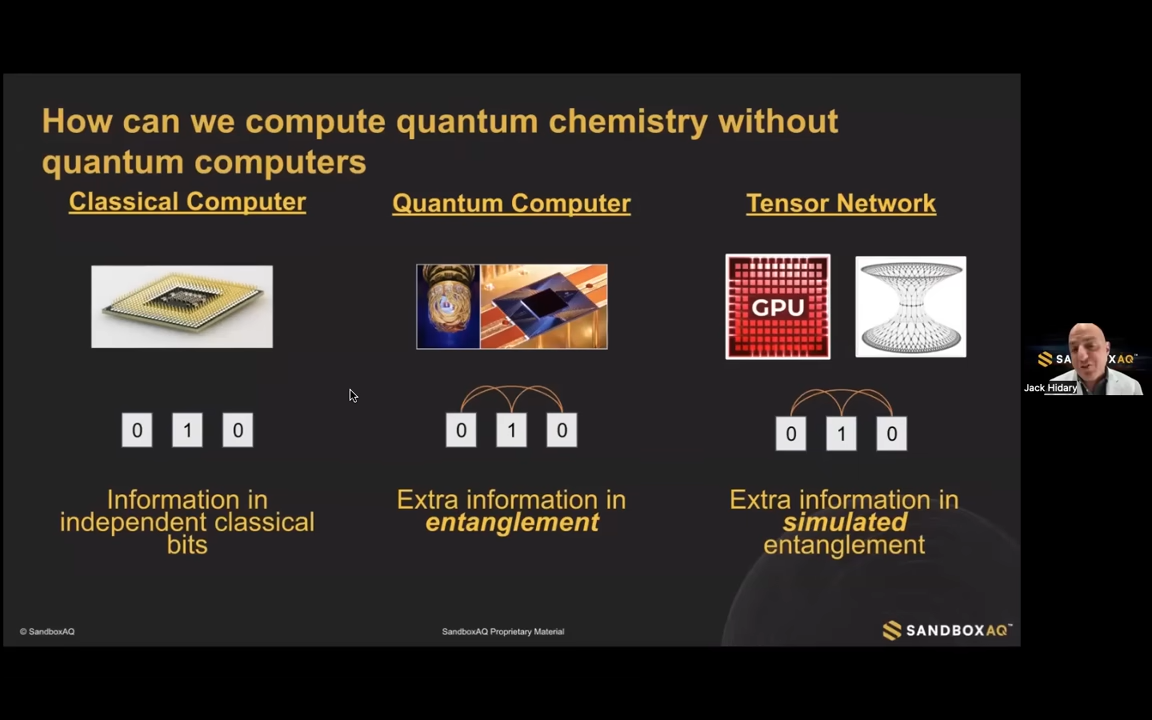 How can we compute quantum chemistry without
quantum computers
Classical Computer
Quantum Computer
Tensor Network
GPU
0 1 0
0 1 0
0 1 0
Information in
independent classical
bits
Extra information in
entanglement
Extra information in
simulated
entanglement
© SandboxAQ
SandboxAQ Proprietary Material
SANDBOXAQ™
Jack Hidary